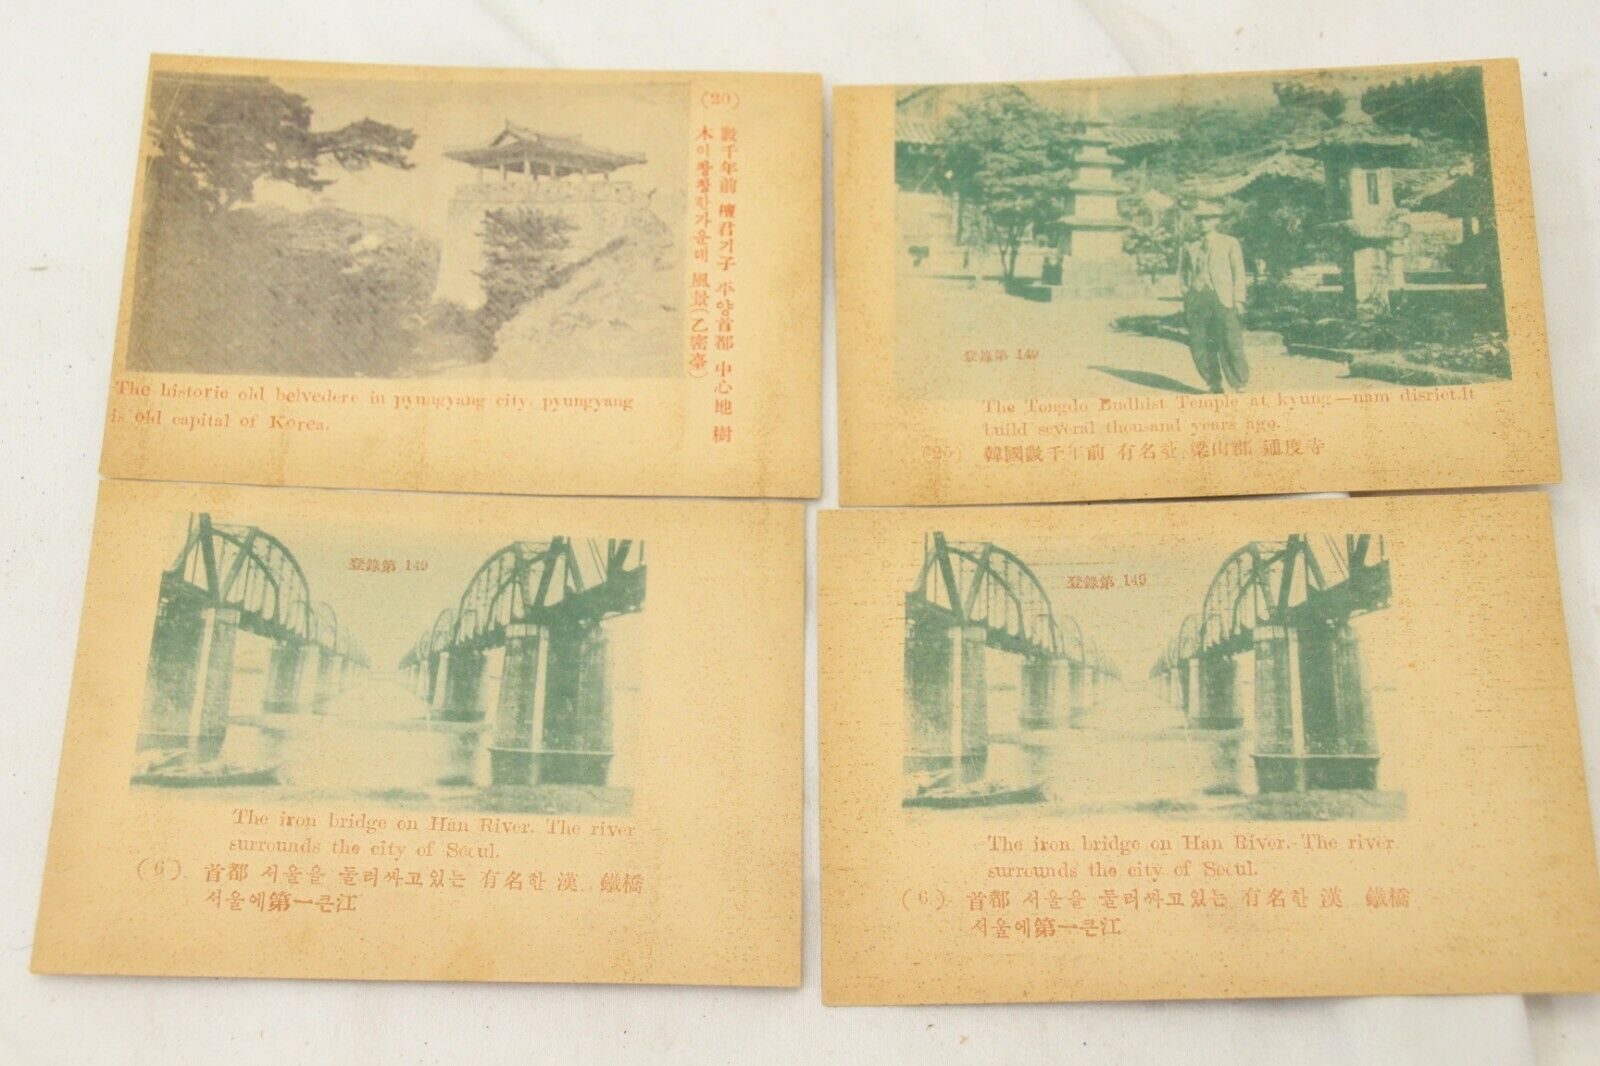 (20)
數千年前 檀君기子 平양首都 中心地 樹
木이창창한가운데 風景(乙密臺)
The historic old belvedere in pyungyang city. pyungyang
is old capital of Korea.
登錄第 149
The Tongdo Budhist Temple at kyung—nam disrict.It
build several thousand years ago.
(25) 韓國數千年前 有名 梁山郡 通度寺
登錄第 149
The iron bridge on Han River. The river
surrounds the city of Seoul.
(6) 首都 서울을 둘러싸고있는 有名한 漢 鐵橋
서울에第一큰江
登錄第 149
The iron bridge on Han River. The river
surrounds the city of Seoul.
(6) 首都 서울을 둘러싸고있는 有名한 漢 鐵橋
서울에第一큰江